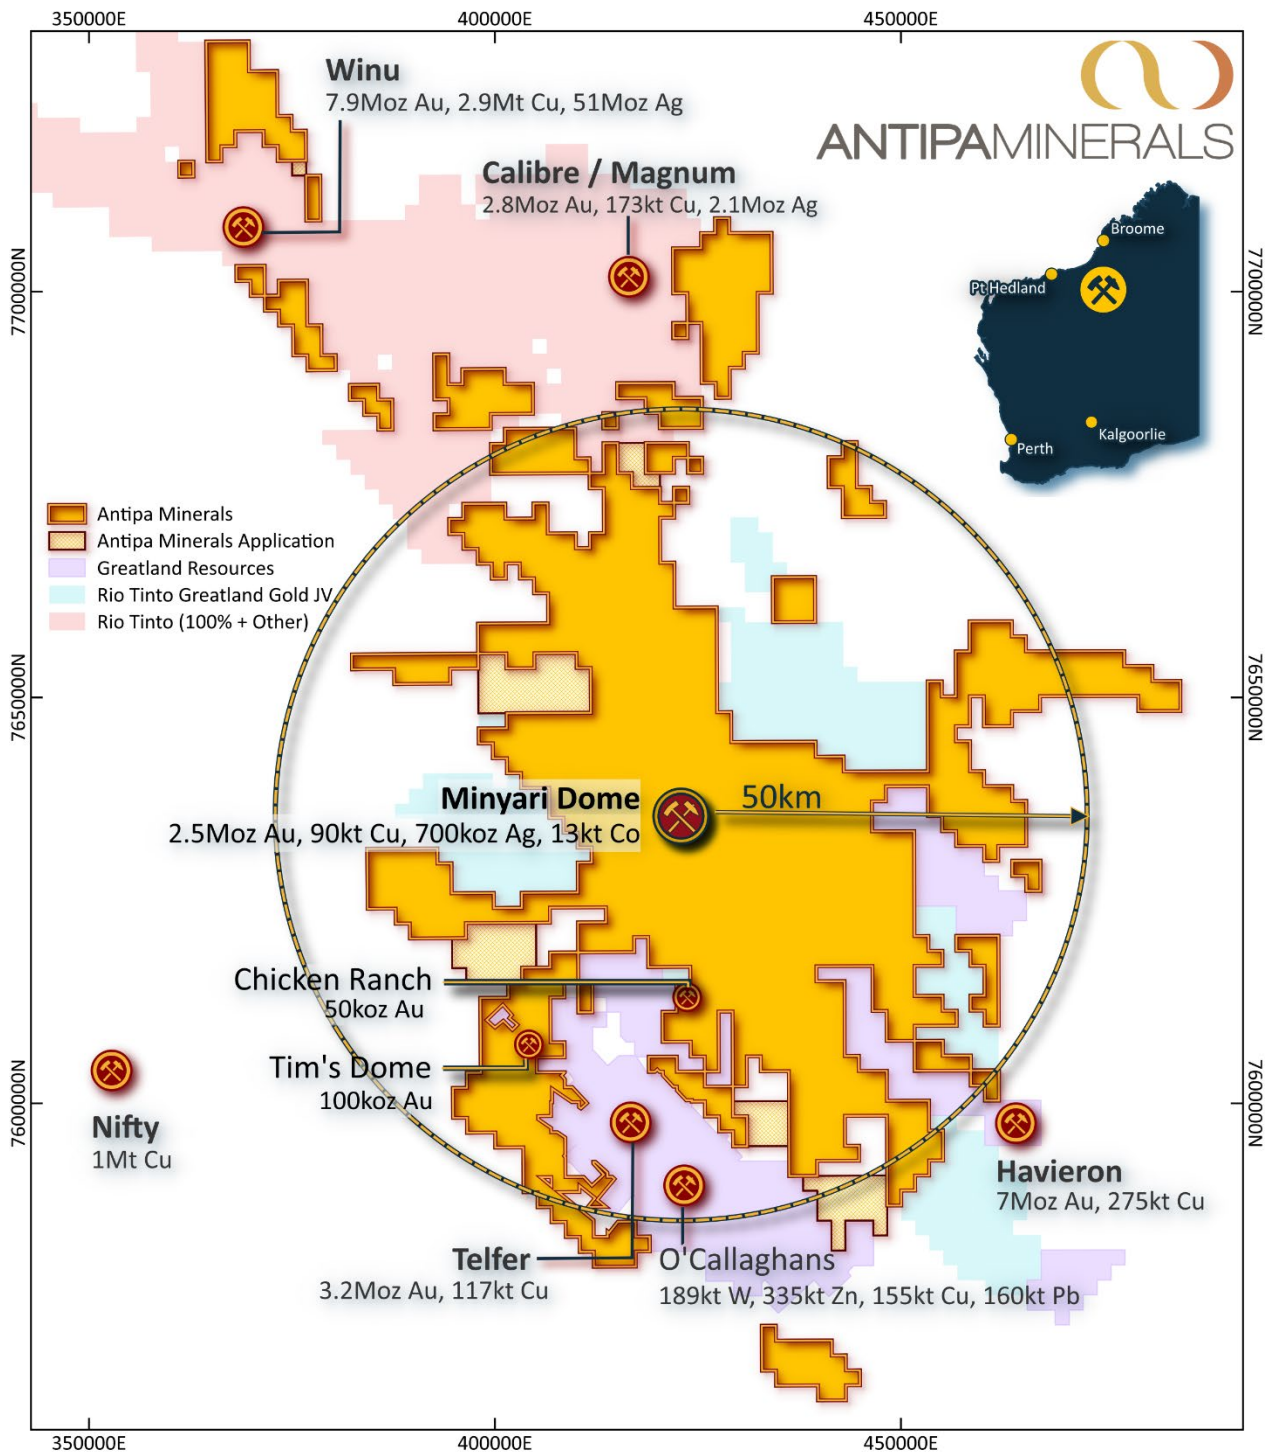 350000E
400000E
450000E
Winu
7.9Moz Au, 2.9Mt Cu, 51Moz Ag
ANTIPAMINERALS
Calibre / Magnum
2.8Moz Au, 173kt Cu, 2.1Moz Ag
Broome
Pt Hedland
Kalgoorlie
Perth
7700000N
7700000N
Antipa Minerals
Antipa Minerals Application
Greatland Resources
Rio Tinto Greatland Gold JV
Rio Tinto (100% + Other)
7650000N
7650000N
Minyari Dome
2.5Moz Au, 90kt Cu, 700koz Ag, 13kt Co
50km
Chicken Ranch
50koz Au
Tim's Dome
100koz Au
7600000N
7600000N
Nifty
1Mt Cu
Havieron
7Moz Au, 275kt Cu
Telfer
3.2Moz Au, 117kt Cu
O'Callaghans
189kt W, 335kt Zn, 155kt Cu, 160kt Pb
350000E
400000E
450000E